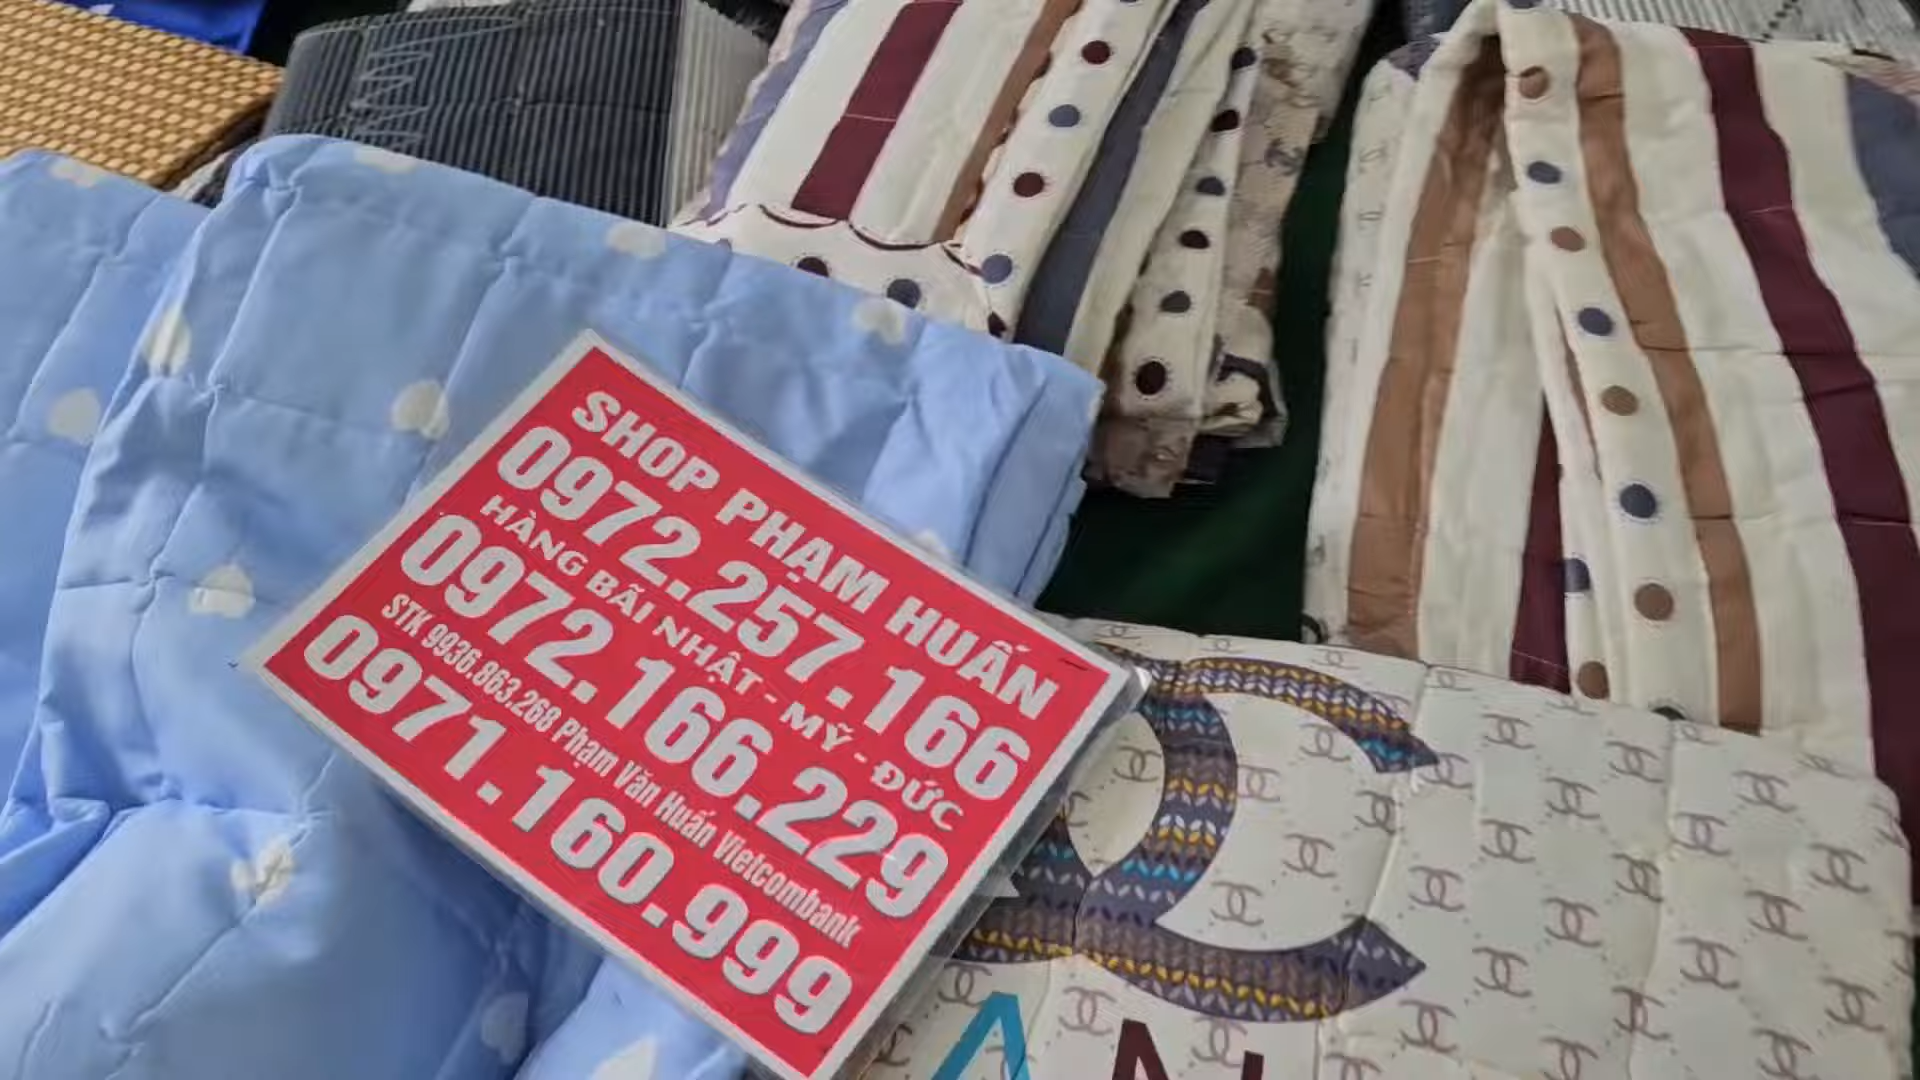 SHOP PHẠM HUẤN
0972.257.166
HÀNG BÃI NHẬT - MỸ - ĐỨC
0972.166.229
STK 9936.863.268 Phạm Văn Huấn Vietcombank
0971.160.999
AN